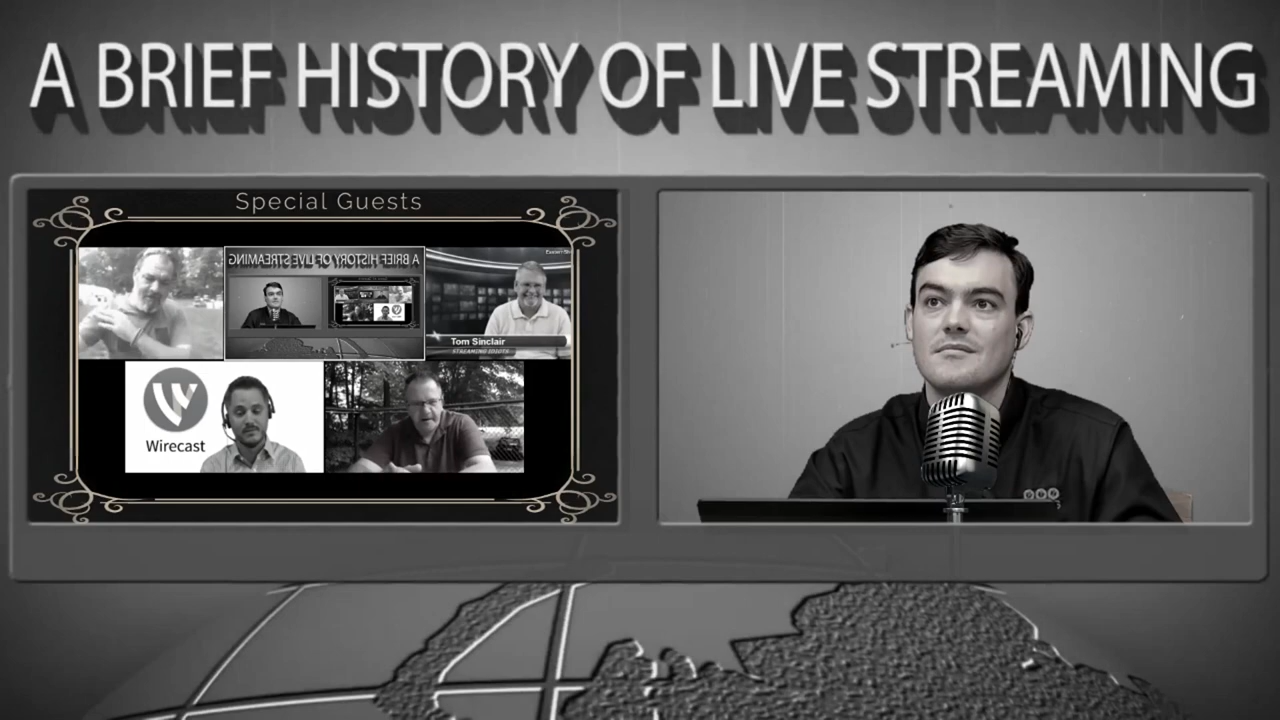 A BRIEF HISTORY OF LIVE STREAMING
Special Guests
A BRIEF HISTORY OF LIVE STREAMING
Tom Sinclair
STREAMING IDIOTS
Wirecast